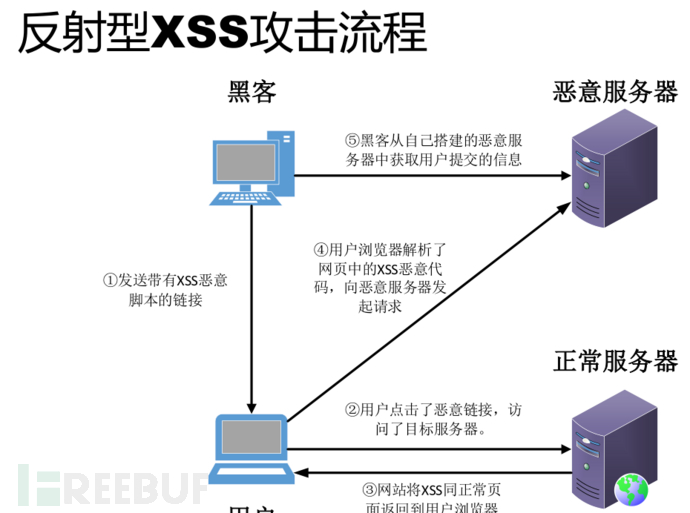 反射型XSS攻击流程
黑客
恶意服务器
⑤黑客从自己搭建的恶意服
务器中获取用户提交的信息
④用户浏览器解析了
网页中的XSS恶意代
码，向恶意服务器发
起请求
①发送带有XSS恶意
脚本的链接
正常服务器
②用户点击了恶意链接，访
问了目标服务器。
③网站将XSS同正常页
面返回到用户浏览器
REEBUF
用户